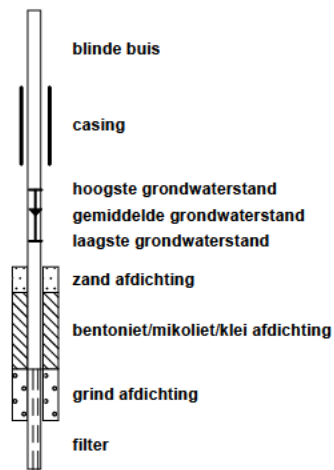 blinde buis
casing
hoogste grondwaterstand
gemiddelde grondwaterstand
laagste grondwaterstand
zand afdichting
bentoniet/mikoliet/klei afdichting
grind afdichting
filter